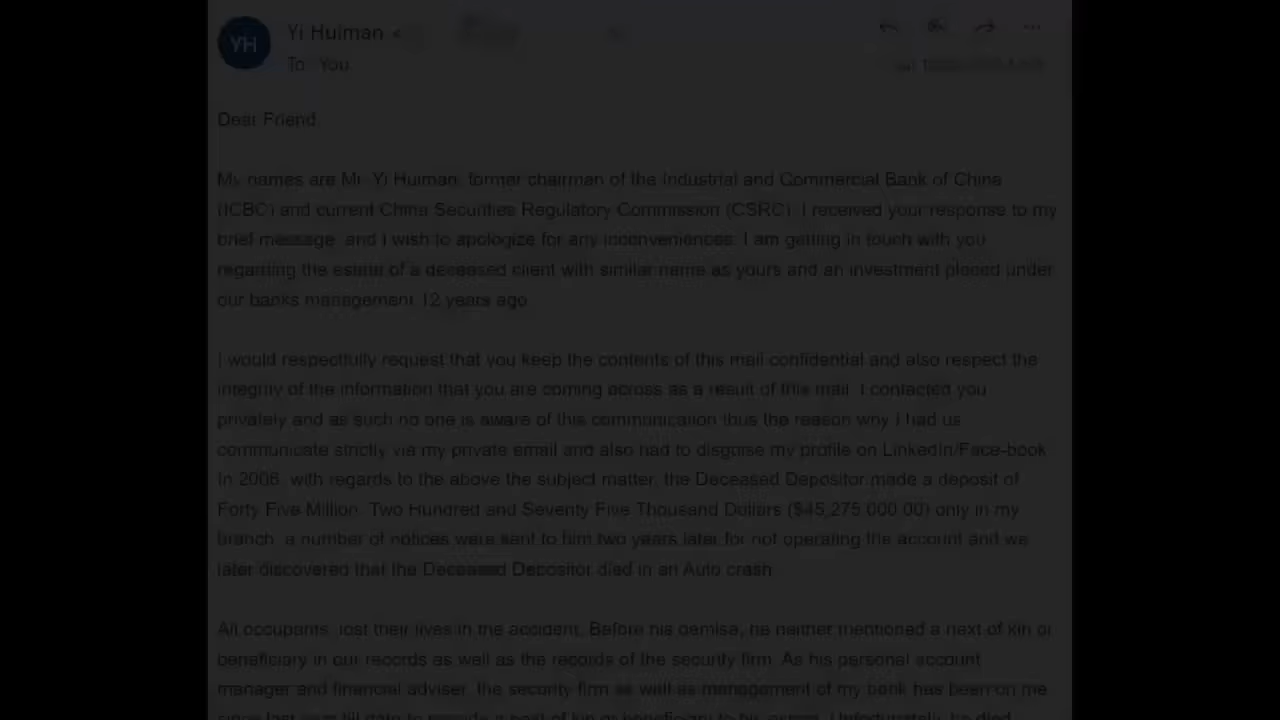 YH
Yi Huiman
To You
Dear Friend
My names are Mr. Yi Huiman, former chairman of the Industrial and Commercial Bank of China
(ICBC) and current China Securities Regulatory Commission (CSRC). I received your response to my
brief message, and I wish to apologize for any inconveniences. I am getting in touch with you
regarding the estate of a deceased client with similar name as yours and an investment placed under
our banks management 12 years ago.
I would respectfully request that you keep the contents of this mail confidential and also respect the
integrity of the information that you are coming across as a result of this mail. I contacted you
privately and as such no one is aware of this communication thus the reason why I had us
communicate strictly via my private email and also had to disguise my profile on LinkedIn/Face-book
In 2006, with regards to the above the subject matter, the Deceased Depositor made a deposit of
Forty Five Million, Two Hundred and Seventy Five Thousand Dollars ($45,275,000.00) only in my
branch, a number of notices were sent to him two years later for not operating the account and we
later discovered that the Deceased Depositor died in an Auto crash.
All occupants, lost their lives in the accident. Before his demise, he neither mentioned a next of kin or
beneficiary in our records as well as the records of the security firm. As his personal account
manager and financial adviser, the security firm as well as management of my bank has been on me